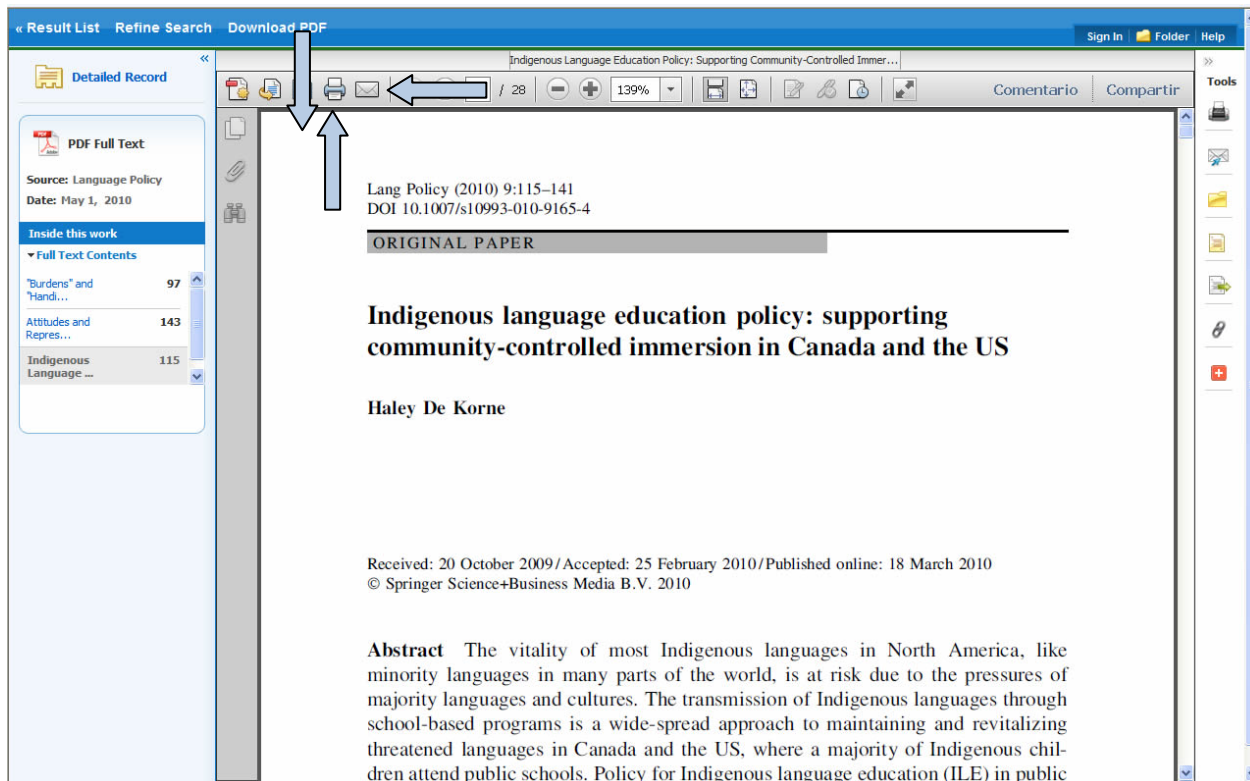 « Result List Refine Search Download PDF
Sign In Folder Help
«
Detailed Record
PDF Full Text
Source: Language Policy
Date: May 1, 2010
Inside this work
Full Text Contents
"Burdens" and 97
"Handi...
Attitudes and 143
Repres...
Indigenous 115
Language ...
Indigenous Language Education Policy: Supporting Community-Controlled Immer...
/ 28 139% Comentario Compartir
Lang Policy (2010) 9:115–141
DOI 10.1007/s10993-010-9165-4
ORIGINAL PAPER
Indigenous language education policy: supporting
community-controlled immersion in Canada and the US
Haley De Korne
Received: 20 October 2009 / Accepted: 25 February 2010 / Published online: 18 March 2010
© Springer Science+Business Media B.V. 2010
Abstract The vitality of most Indigenous languages in North America, like
minority languages in many parts of the world, is at risk due to the pressures of
majority languages and cultures. The transmission of Indigenous languages through
school-based programs is a wide-spread approach to maintaining and revitalizing
threatened languages in Canada and the US, where a majority of Indigenous chil-
dren attend public schools. Policy for Indigenous language education (ILE) in public
»
Tools